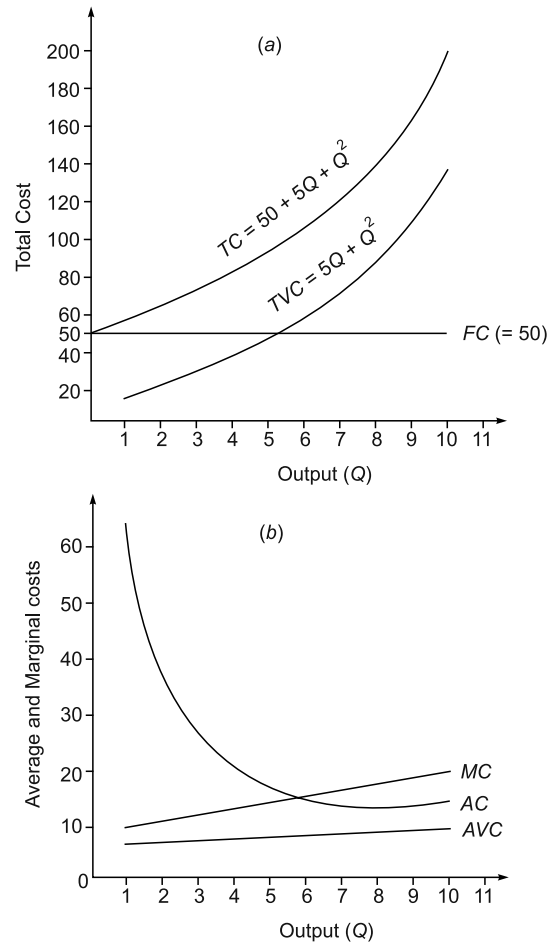 (a)
200
180
160
140
120
100
80
60
50
40
20
Total Cost
TC = 50 + 5Q + Q²
TVC = 5Q + Q²
FC (= 50)
1 2 3 4 5 6 7 8 9 10 11
Output (Q)
(b)
60
50
40
30
20
10
0
Average and Marginal costs
MC
AC
AVC
1 2 3 4 5 6 7 8 9 10 11
Output (Q)